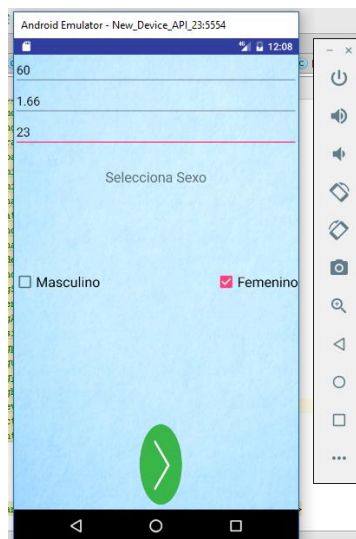 Android Emulator - New_Device_API_23:5554
12:08
60
1.66
23
Selecciona Sexo
Masculino
Femenino